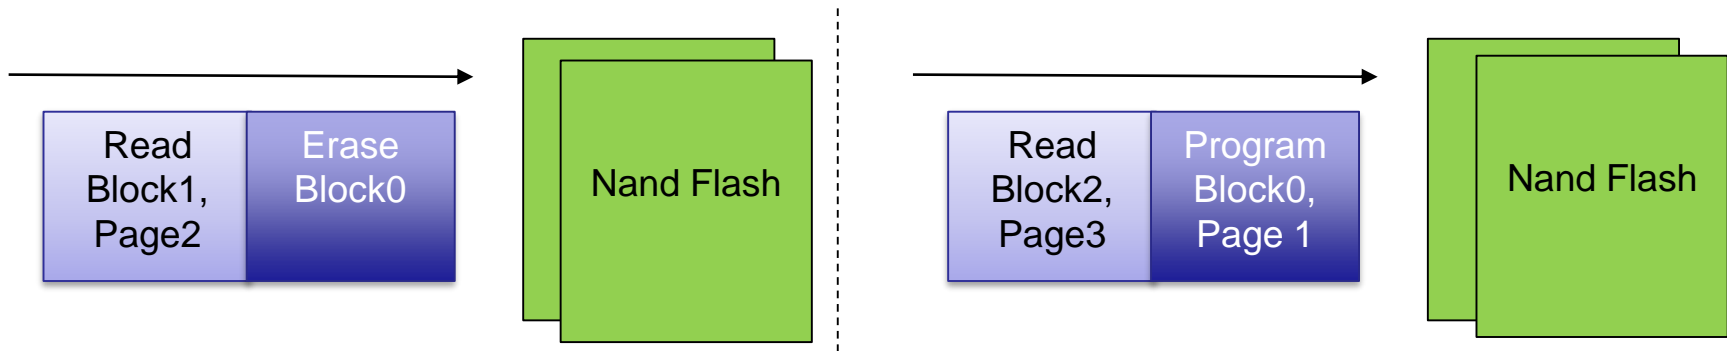 Read
Block1,
Page2
Erase
Block0
Nand Flash
Read
Block2,
Page3
Program
Block0,
Page 1
Nand Flash